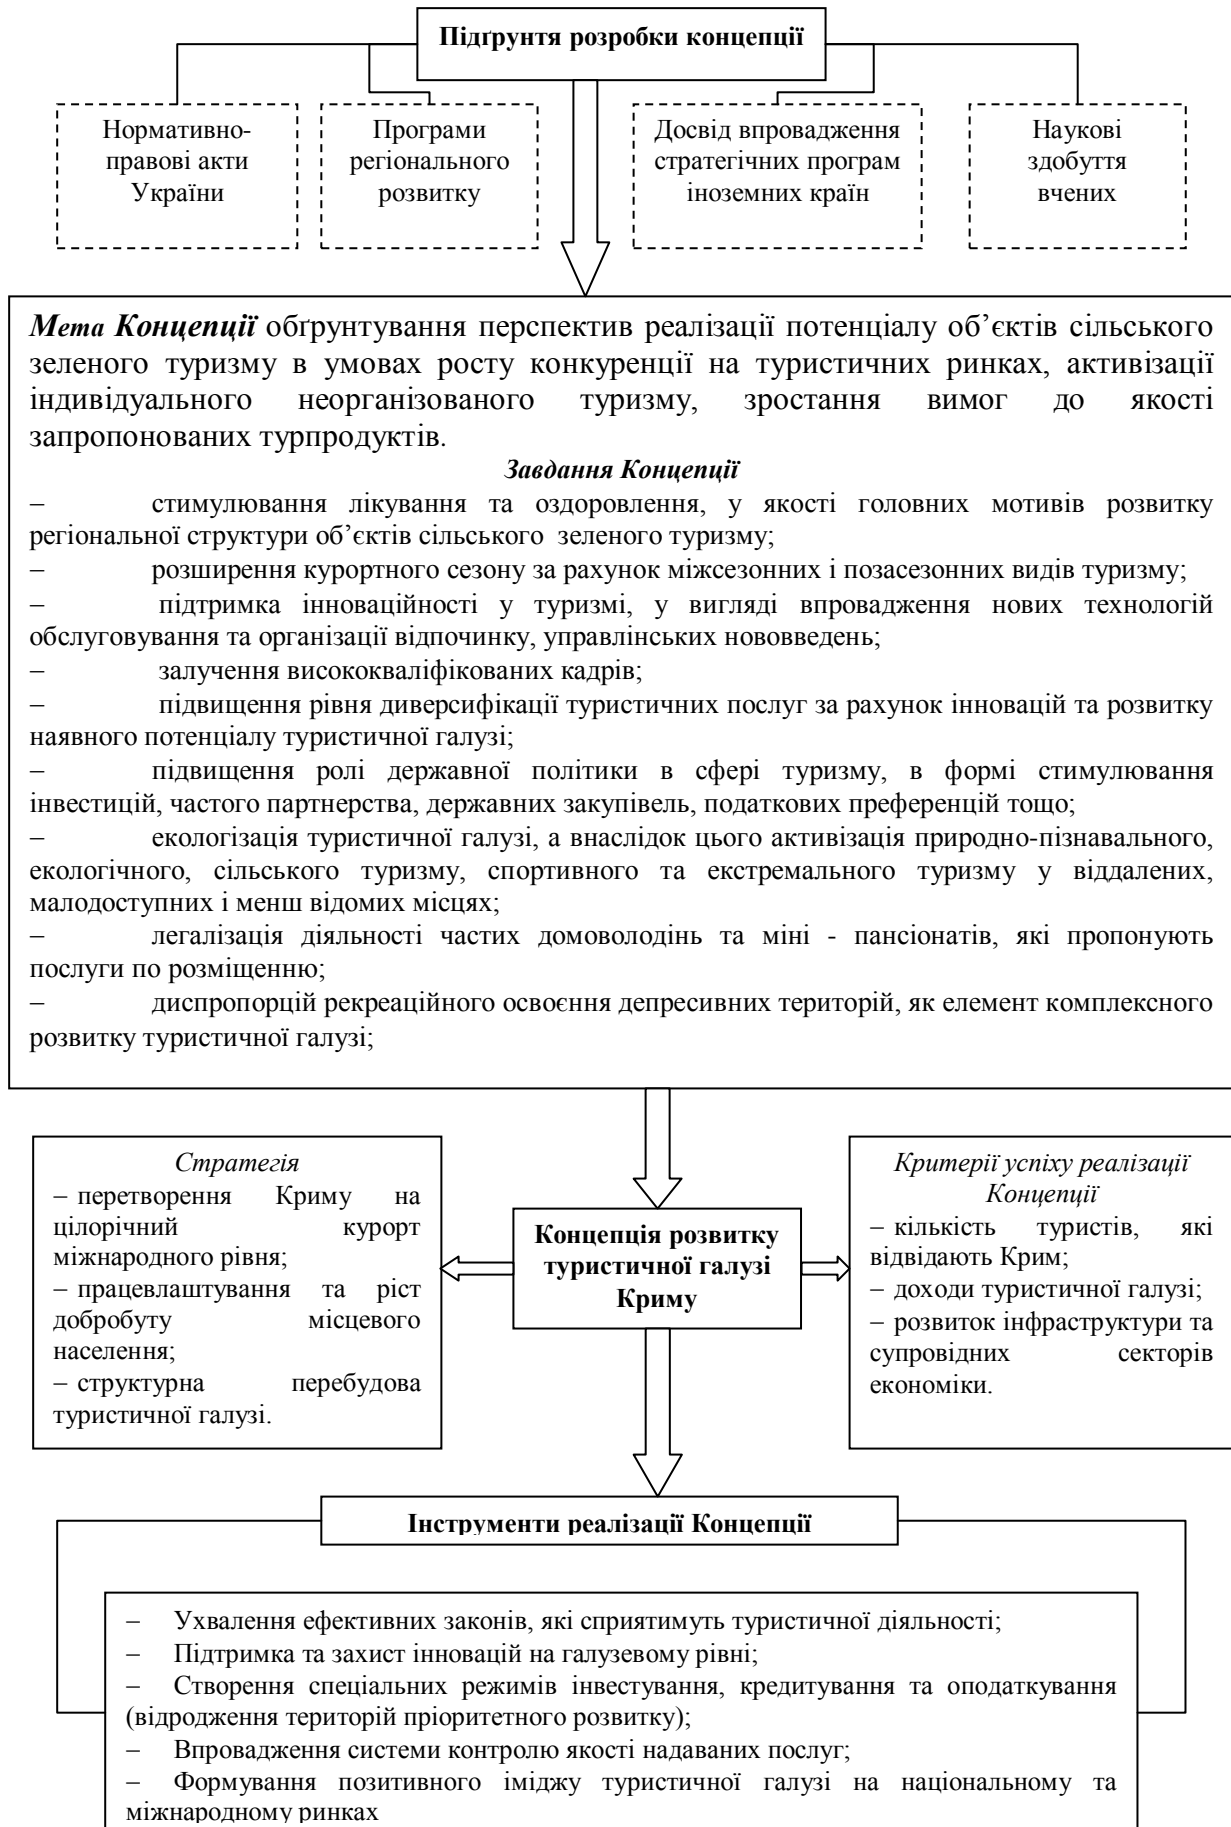 Підґрунтя розробки концепції
Нормативно-
правові акти
України
Програми
регіонального
розвитку
Досвід впровадження
стратегічних програм
іноземних країн
Наукові
здобуття
вчених
Мета Концепції обґрунтування перспектив реалізації потенціалу об’єктів сільського
зеленого туризму в умовах росту конкуренції на туристичних ринках, активізації
індивідуального неорганізованого туризму, зростання вимог до якості
запропонованих турпродуктів.
Завдання Концепції
– стимулювання лікування та оздоровлення, у якості головних мотивів розвитку
регіональної структури об’єктів сільського зеленого туризму;
– розширення курортного сезону за рахунок міжсезонних і позасезонних видів туризму;
– підтримка інноваційності у туризмі, у вигляді впровадження нових технологій
обслуговування та організації відпочинку, управлінських нововведень;
– залучення висококваліфікованих кадрів;
– підвищення рівня диверсифікації туристичних послуг за рахунок інновацій та розвитку
наявного потенціалу туристичної галузі;
– підвищення ролі державної політики в сфері туризму, в формі стимулювання
інвестицій, частого партнерства, державних закупівель, податкових преференцій тощо;
– екологізація туристичної галузі, а внаслідок цього активізація природно-пізнавального,
екологічного, сільського туризму, спортивного та екстремального туризму у віддалених,
малодоступних і менш відомих місцях;
– легалізація діяльності частих домоволодінь та міні - пансіонатів, які пропонують
послуги по розміщенню;
– диспропорцій рекреаційного освоєння депресивних територій, як елемент комплексного
розвитку туристичної галузі;
Стратегія
– перетворення Криму на
цілорічний курорт
міжнародного рівня;
– працевлаштування та ріст
добробуту місцевого
населення;
– структурна перебудова
туристичної галузі.
Концепція розвитку
туристичної галузі
Криму
Критерії успіху реалізації
Концепції
– кількість туристів, які
відвідають Крим;
– доходи туристичної галузі;
– розвиток інфраструктури та
супровідних секторів
економіки.
Інструменти реалізації Концепції
– Ухвалення ефективних законів, які сприятимуть туристичної діяльності;
– Підтримка та захист інновацій на галузевому рівні;
– Створення спеціальних режимів інвестування, кредитування та оподаткування
(відродження територій пріоритетного розвитку);
– Впровадження системи контролю якості надаваних послуг;
– Формування позитивного іміджу туристичної галузі на національному та
міжнародному ринках